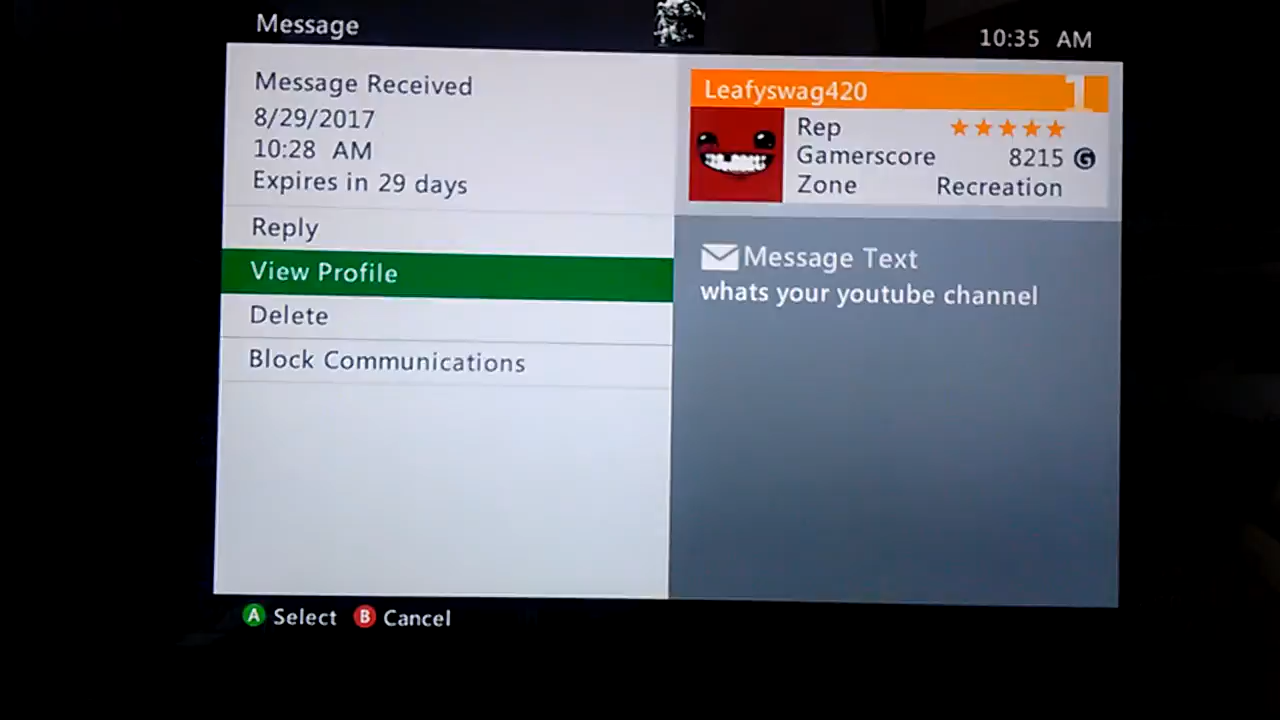 Message
10:35 AM
Message Received
8/29/2017
10:28 AM
Expires in 29 days
Reply
View Profile
Delete
Block Communications
Leafyswag420 1
Rep ★★★★★
Gamerscore 8215 G
Zone Recreation
Message Text
whats your youtube channel
A Select B Cancel